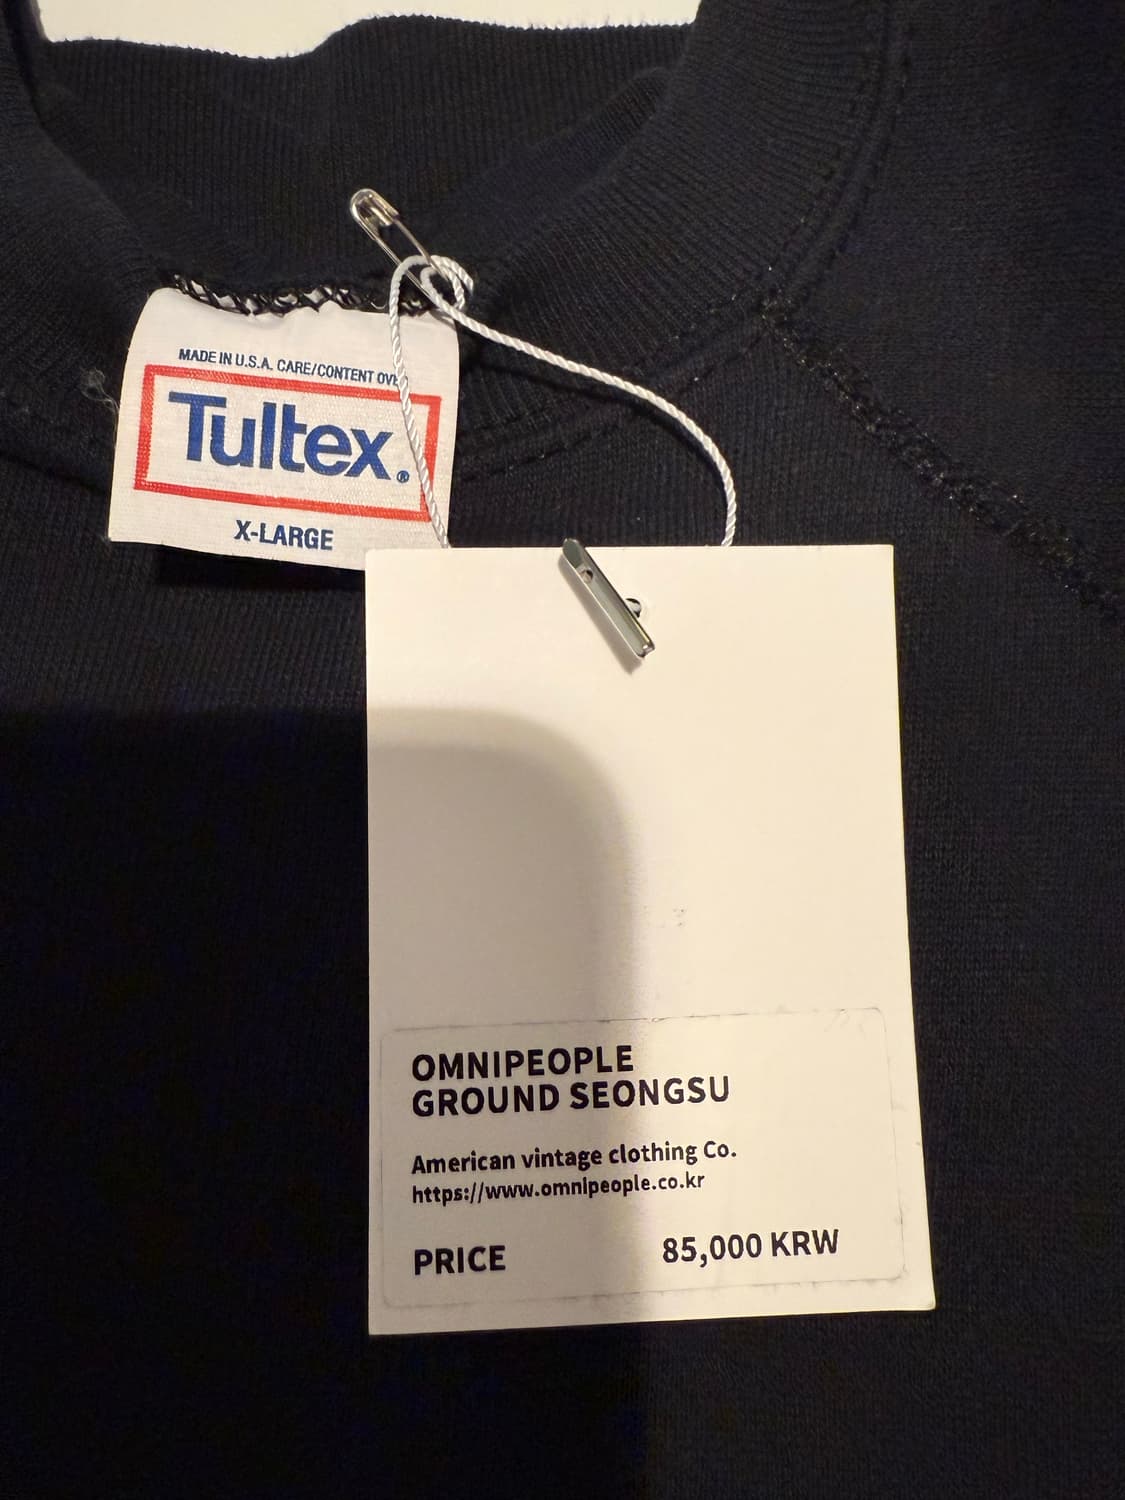 MADE IN U.S.A. CARE/CONTENT
Tultex®
X-LARGE
OMNIPEOPLE
GROUND SEONGSU
American vintage clothing Co.
https://www.omnipeople.co.kr
PRICE 85,000 KRW